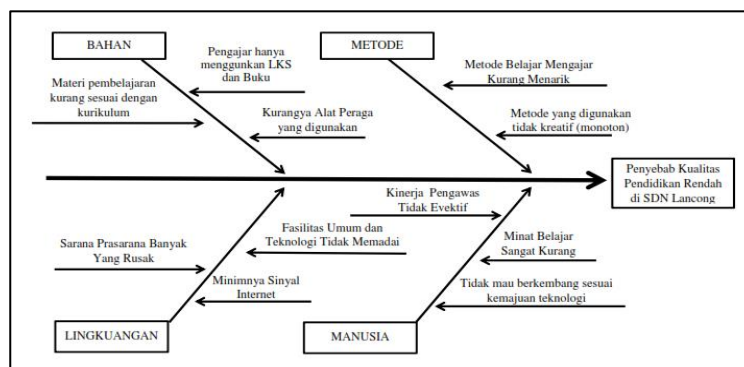 BAHAN
METODE
Pengajar hanya
menggunkan LKS
dan Buku
Metode Belajar Mengajar
Kurang Menarik
Materi pembelajaran
kurang sesuai dengan
kurikulum
Kurangya Alat Peraga
yang digunakan
Metode yang digunakan
tidak kreatif (monoton)
Penyebab Kualitas
Pendidikan Rendah
di SDN Lancong
Kinerja Pengawas
Tidak Evektif
Fasilitas Umum dan
Teknologi Tidak Memadai
Sarana Prasarana Banyak
Yang Rusak
Minat Belajar
Sangat Kurang
Minimnya Sinyal
Internet
Tidak mau berkembang sesuai
kemajuan teknologi
LINGKUANGAN
MANUSIA